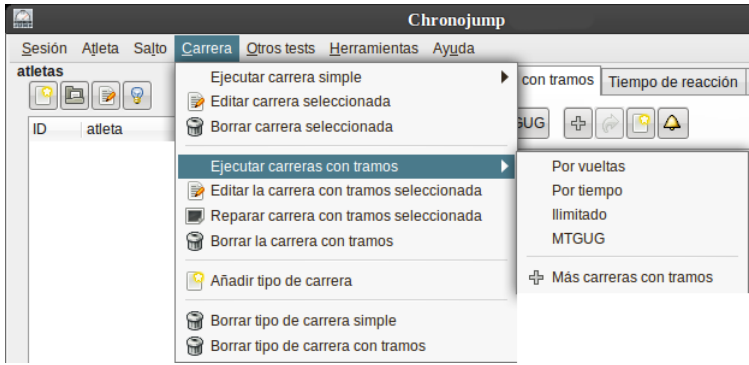 Chronojump
Sesión Atleta Salto Carrera Otros tests Herramientas Ayuda
atletas
ID atleta
Ejecutar carrera simple
Editar carrera seleccionada
Borrar carrera seleccionada
Ejecutar carreras con tramos
Editar la carrera con tramos seleccionada
Reparar carrera con tramos seleccionada
Borrar la carrera con tramos
Añadir tipo de carrera
Borrar tipo de carrera simple
Borrar tipo de carrera con tramos
con tramos Tiempo de reacción
GUG
Por vueltas
Por tiempo
Ilimitado
MTGUG
Más carreras con tramos